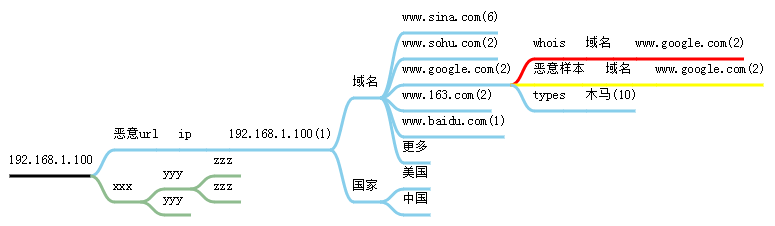 192.168.1.100
恶意url ip 192.168.1.100(1)
域名
www.sina.com(6)
www.sohu.com(2)
www.google.com(2)
whois 域名 www.google.com(2)
恶意样本 域名 www.google.com(2)
types 木马(10)
www.163.com(2)
www.baidu.com(1)
更多
国家
美国
中国
xxx
yyy
zzz
zzz
yyy